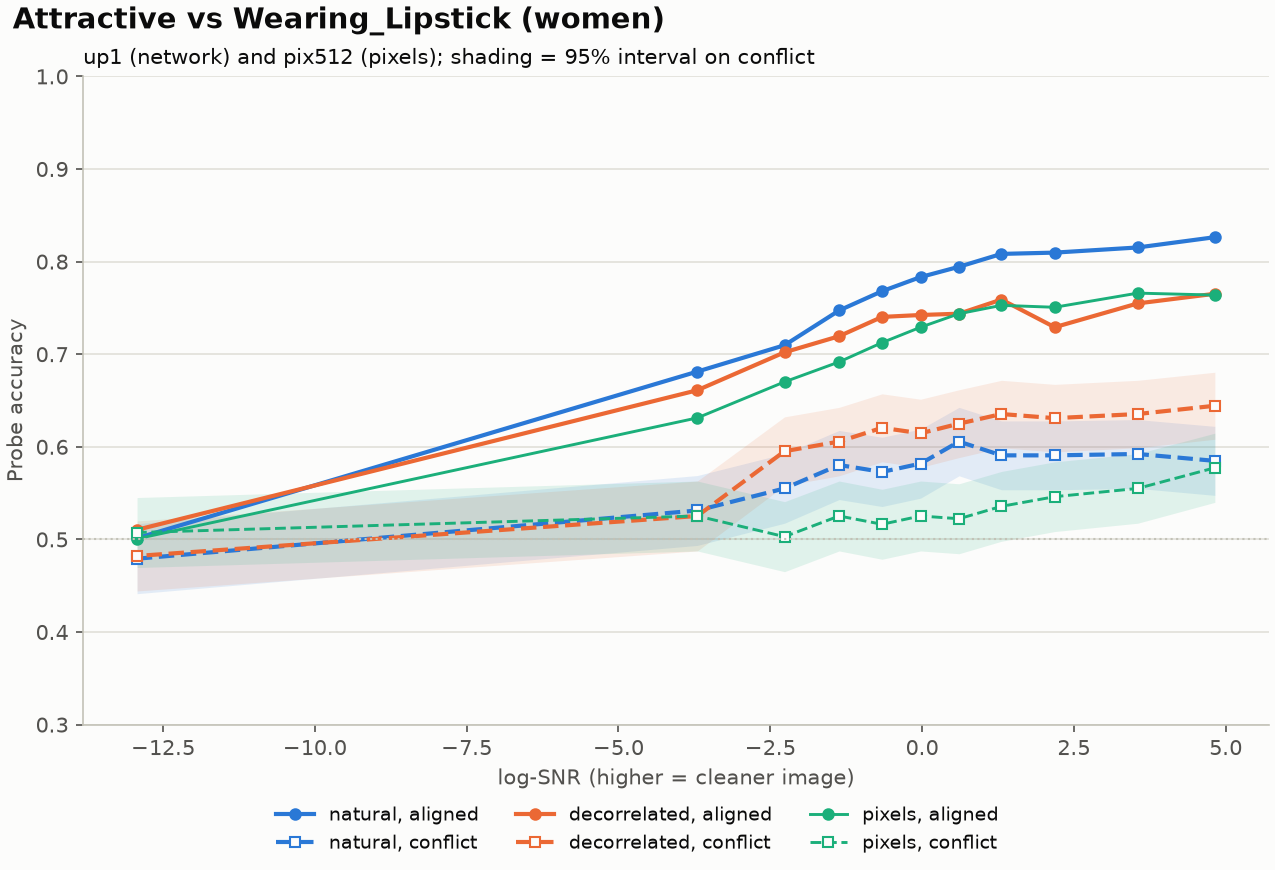 Attractive vs Wearing_Lipstick (women)
up1 (network) and pix512 (pixels); shading = 95% interval on conflict
1.0
0.9
0.8
0.7
0.6
0.5
0.4
0.3
Probe accuracy
−12.5 −10.0 −7.5 −5.0 −2.5 0.0 2.5 5.0
log-SNR (higher = cleaner image)
natural, aligned decorrelated, aligned pixels, aligned
natural, conflict decorrelated, conflict pixels, conflict